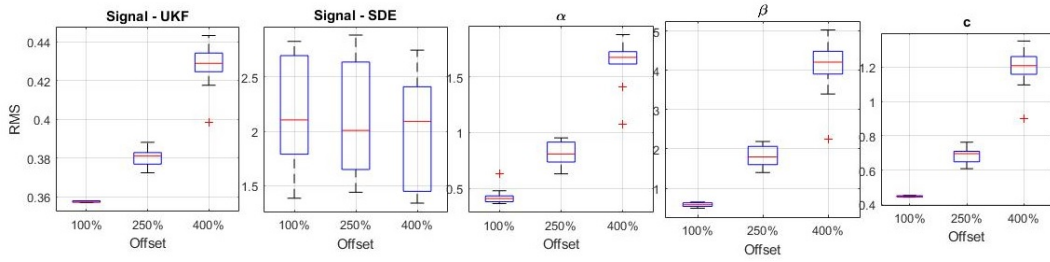 Signal - UKF
RMS
0.44
0.42
0.4
0.38
0.36
100% 250% 400%
Offset
Signal - SDE
2.5
2
1.5
100% 250% 400%
Offset
α
1.5
1
0.5
100% 250% 400%
Offset
β
5
4
3
2
1
100% 250% 400%
Offset
c
1.2
1
0.8
0.6
0.4
100% 250% 400%
Offset